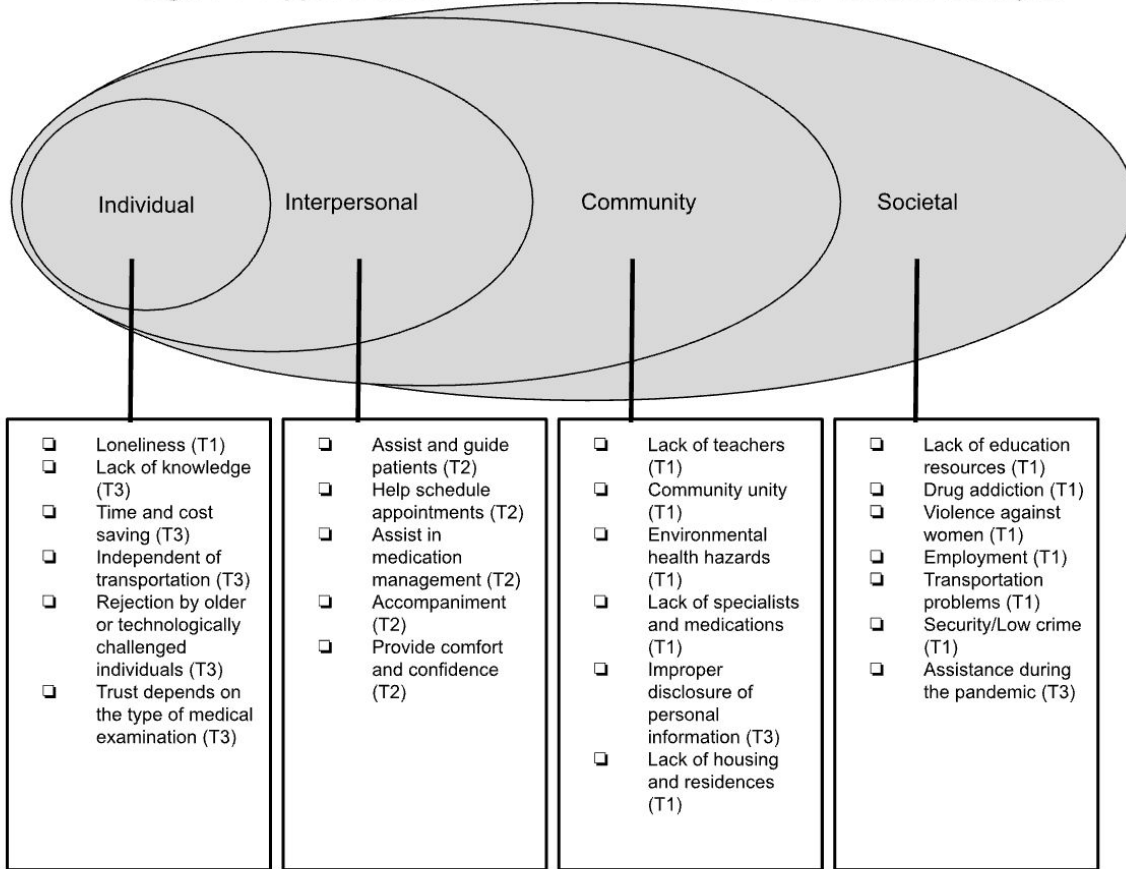 Individual
Interpersonal
Community
Societal
❏ Loneliness (T1)
❏ Lack of knowledge
(T3)
❏ Time and cost
saving (T3)
❏ Independent of
transportation (T3)
❏ Rejection by older
or technologically
challenged
individuals (T3)
❏ Trust depends on
the type of medical
examination (T3)
❏ Assist and guide
patients (T2)
❏ Help schedule
appointments (T2)
❏ Assist in
medication
management (T2)
❏ Accompaniment
(T2)
❏ Provide comfort
and confidence
(T2)
❏ Lack of teachers
(T1)
❏ Community unity
(T1)
❏ Environmental
health hazards
(T1)
❏ Lack of specialists
and medications
(T1)
❏ Improper
disclosure of
personal
information (T3)
❏ Lack of housing
and residences
(T1)
❏ Lack of education
resources (T1)
❏ Drug addiction (T1)
❏ Violence against
women (T1)
❏ Employment (T1)
❏ Transportation
problems (T1)
❏ Security/Low crime
(T1)
❏ Assistance during
the pandemic (T3)